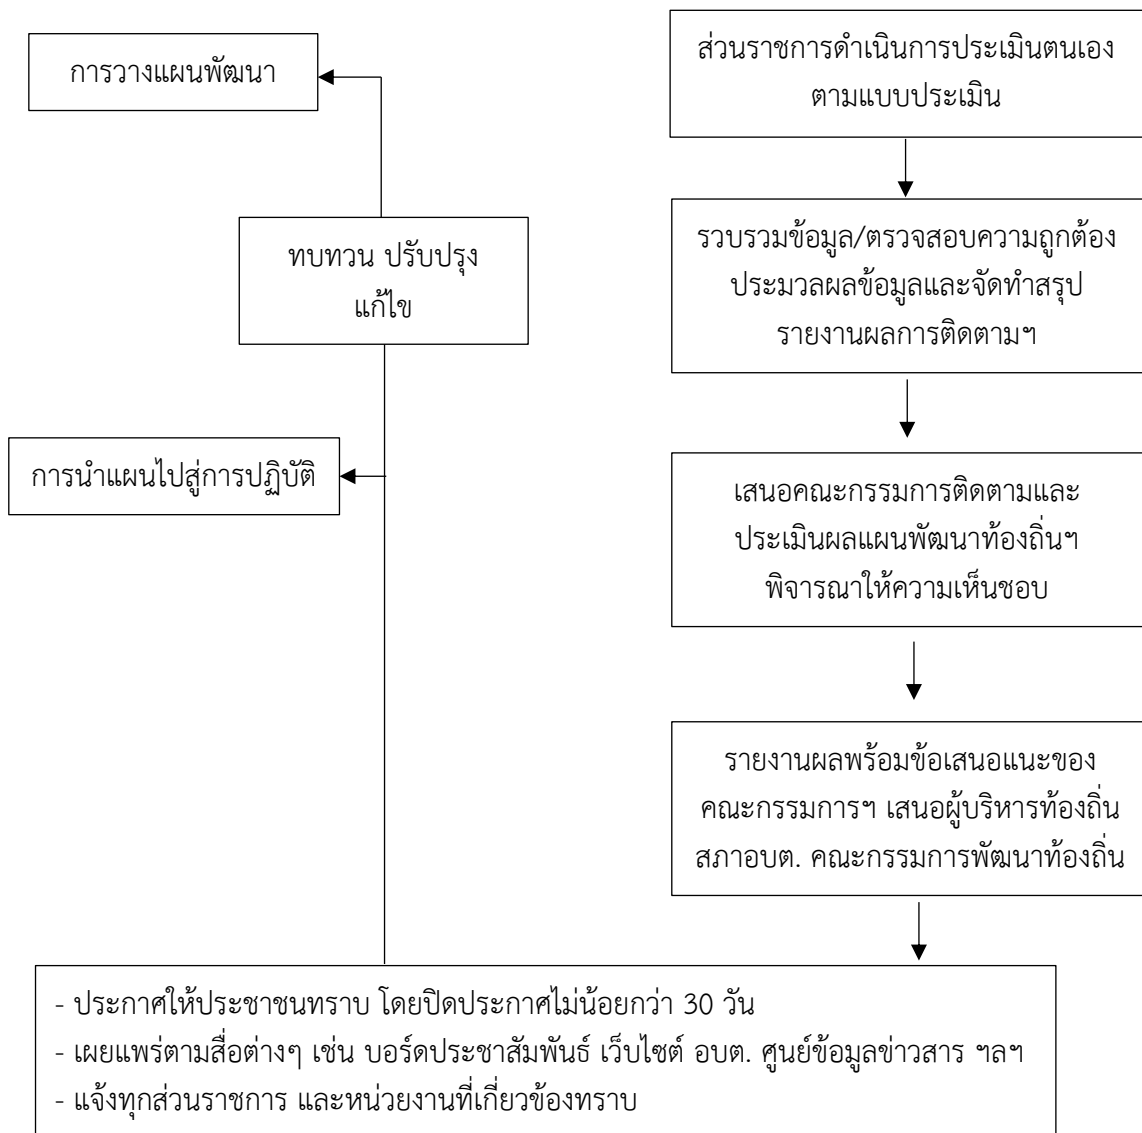 การวางแผนพัฒนา
ส่วนราชการดำเนินการประเมินตนเอง
ตามแบบประเมิน
รวบรวมข้อมูล/ตรวจสอบความถูกต้อง
ประมวลผลข้อมูลและจัดทำสรุป
รายงานผลการติดตามฯ
ทบทวน ปรับปรุง
แก้ไข
การนำแผนไปสู่การปฏิบัติ
เสนอคณะกรรมการติดตามและ
ประเมินผลแผนพัฒนาท้องถิ่นฯ
พิจารณาให้ความเห็นชอบ
รายงานผลพร้อมข้อเสนอแนะของ
คณะกรรมการฯ เสนอผู้บริหารท้องถิ่น
สภาอบต. คณะกรรมการพัฒนาท้องถิ่น
- ประกาศให้ประชาชนทราบ โดยปิดประกาศไม่น้อยกว่า 30 วัน
- เผยแพร่ตามสื่อต่างๆ เช่น บอร์ดประชาสัมพันธ์ เว็บไซต์ อบต. ศูนย์ข้อมูลข่าวสาร ฯลฯ
- แจ้งทุกส่วนราชการ และหน่วยงานที่เกี่ยวข้องทราบ